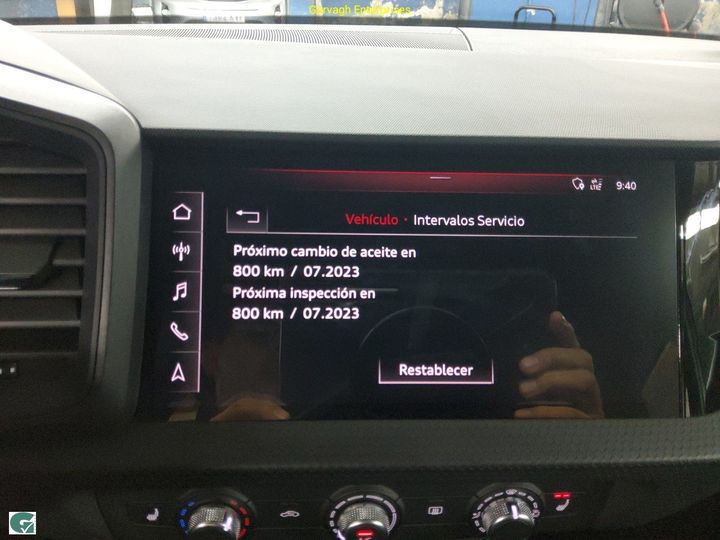 Garvagh Enterprises
LTE 9:40
Vehículo · Intervalos Servicio
Próximo cambio de aceite en
800 km / 07.2023
Próxima inspección en
800 km / 07.2023
Restablecer